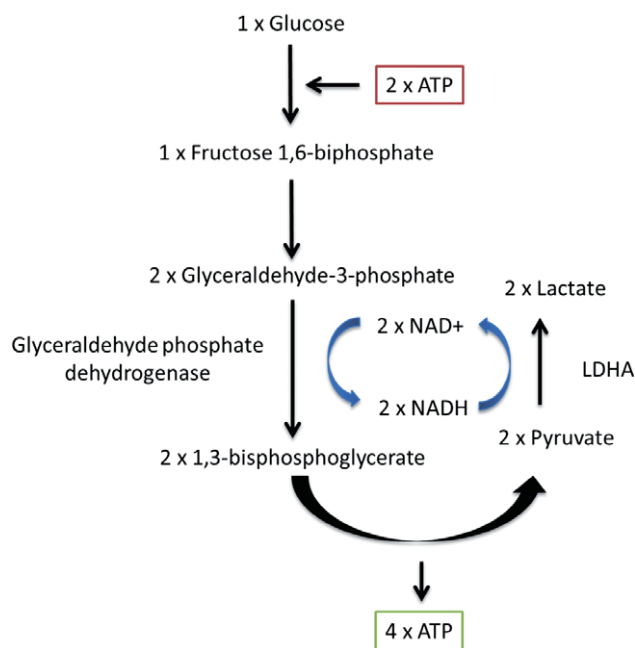 1 x Glucose
2 x ATP
1 x Fructose 1,6-biphosphate
2 x Glyceraldehyde-3-phosphate
2 x Lactate
2 x NAD+
Glyceraldehyde phosphate
dehydrogenase
LDHA
2 x NADH
2 x Pyruvate
2 x 1,3-bisphosphoglycerate
4 x ATP